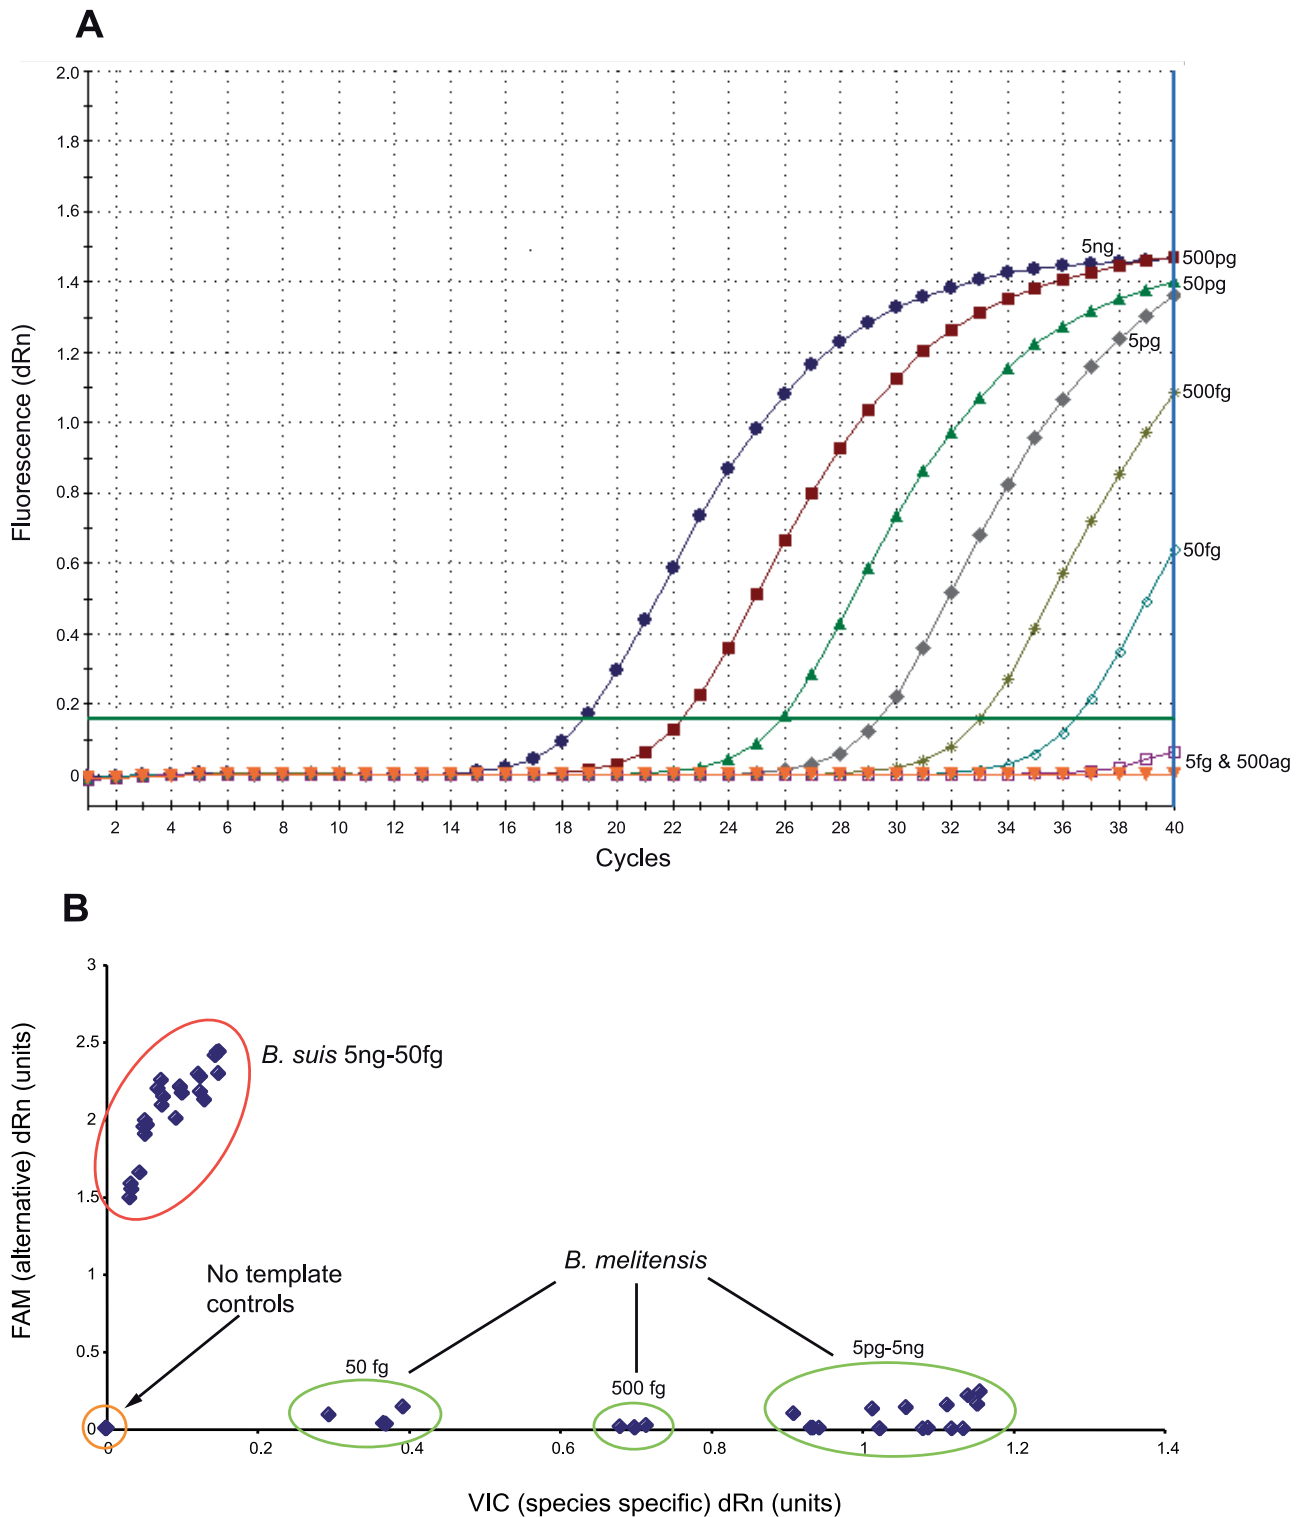 A
2.0
1.8
1.6
1.4
1.2
1.0
0.8
0.6
0.4
0.2
0
Fluorescence (dRn)
5ng
500pg
50pg
5pg
500fg
50fg
5fg & 500ag
2 4 6 8 10 12 14 16 18 20 22 24 26 28 30 32 34 36 38 40
Cycles
B
3
2.5
2
1.5
1
0.5
0
FAM (alternative) dRn (units)
B. suis 5ng-50fg
No template
controls
B. melitensis
50 fg
500 fg
5pg-5ng
0 0.2 0.4 0.6 0.8 1 1.2 1.4
VIC (species specific) dRn (units)